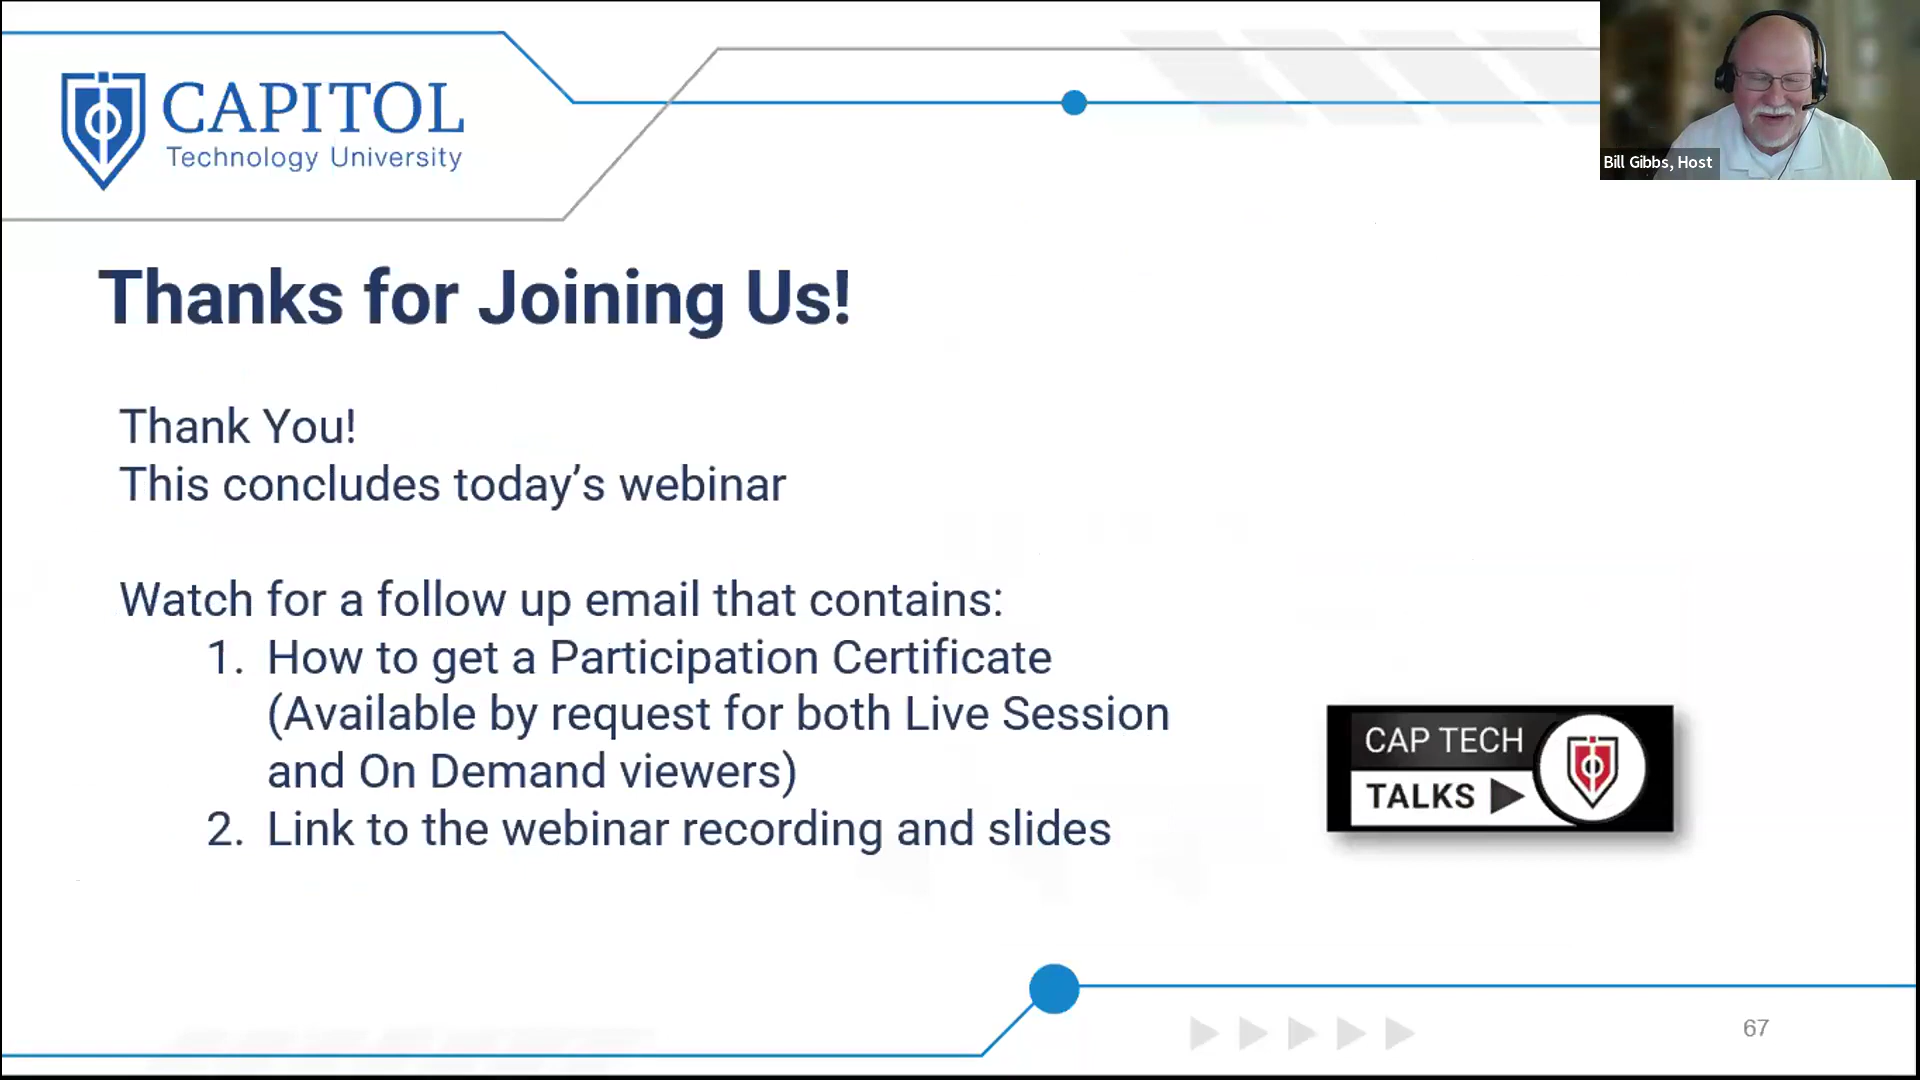 CAPITOL
Technology University
Bill Gibbs, Host
Thanks for Joining Us!
Thank You!
This concludes today’s webinar
Watch for a follow up email that contains:
1. How to get a Participation Certificate
(Available by request for both Live Session
and On Demand viewers)
2. Link to the webinar recording and slides
CAP TECH
TALKS
67